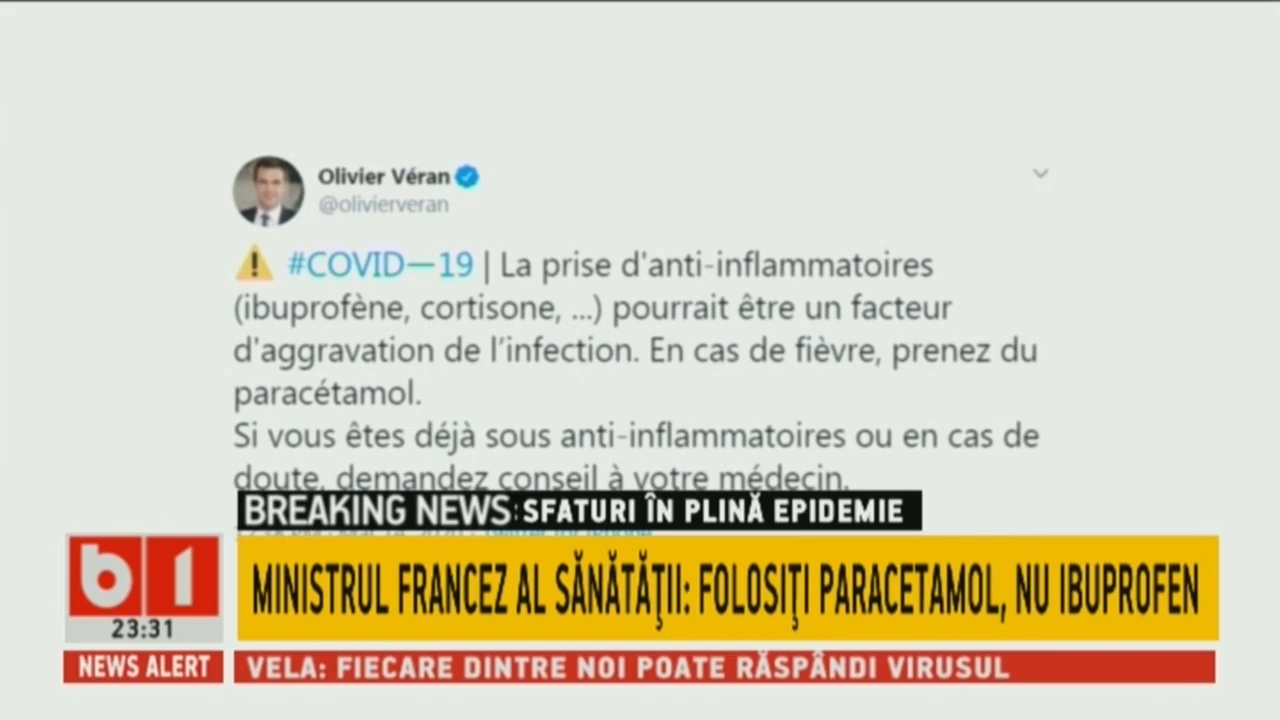 Olivier Véran
@olivierveran
⚠ #COVID—19 | La prise d'anti-inflammatoires
(ibuprofène, cortisone, ...) pourrait être un facteur
d'aggravation de l'infection. En cas de fièvre, prenez du
paracétamol.
Si vous êtes déjà sous anti-inflammatoires ou en cas de
doute, demandez conseil à votre médecin.
BREAKING NEWS: SFATURI ÎN PLINĂ EPIDEMIE
MINISTRUL FRANCEZ AL SĂNĂTĂŢII: FOLOSIŢI PARACETAMOL, NU IBUPROFEN
b1
23:31
NEWS ALERT
VELA: FIECARE DINTRE NOI POATE RĂSPÂNDI VIRUSUL